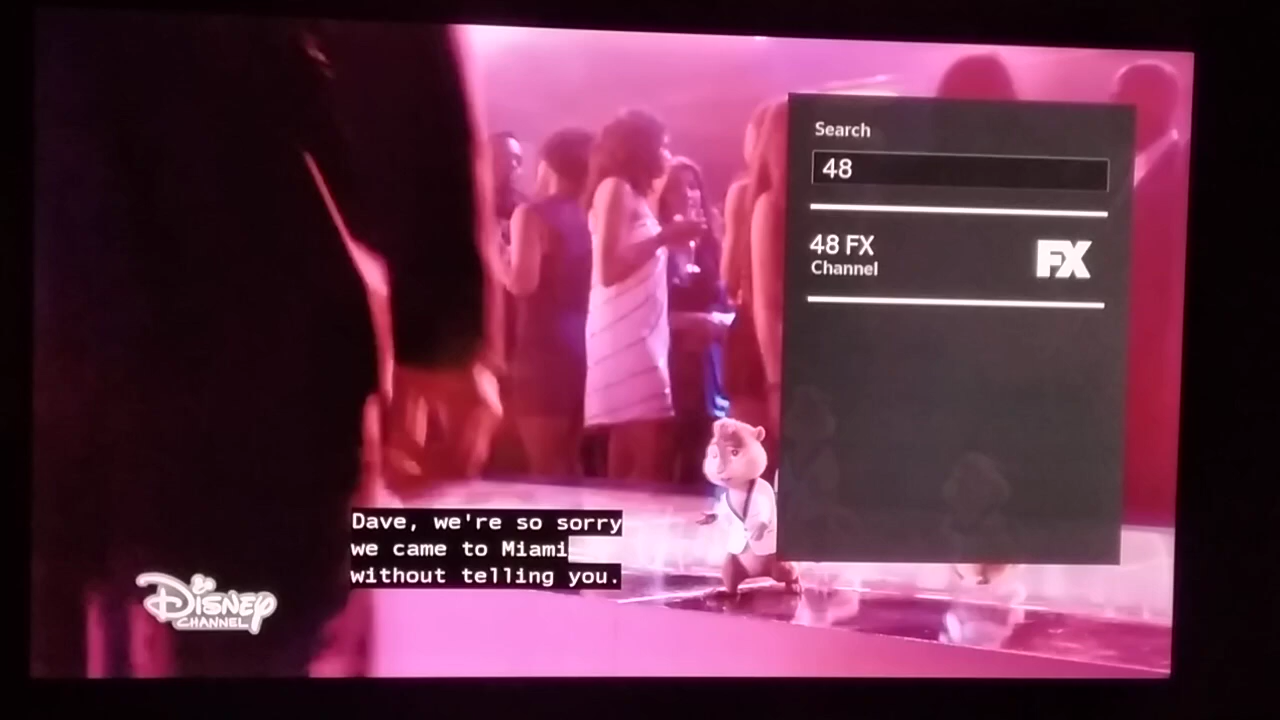 Search
48
48 FX
Channel
FX
Dave, we're so sorry
we came to Miami
without telling you.
Disney
CHANNEL